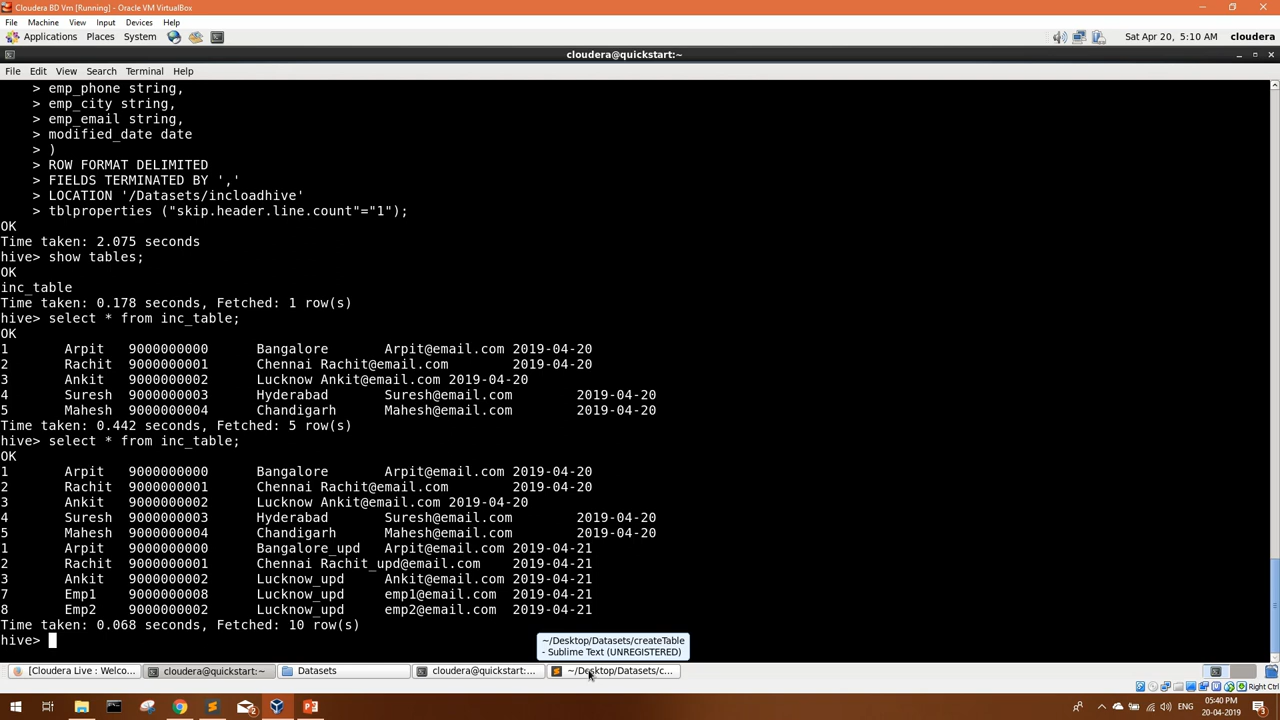 Cloudera BD Vm [Running] - Oracle VM VirtualBox
File Machine View Input Devices Help
Applications Places System Sat Apr 20, 5:10 AM cloudera
cloudera@quickstart:~
File Edit View Search Terminal Help
> emp_phone string,
> emp_city string,
> emp_email string,
> modified_date date
> )
> ROW FORMAT DELIMITED
> FIELDS TERMINATED BY ','
> LOCATION '/Datasets/incloadhive'
> tblproperties ("skip.header.line.count"="1");
OK
Time taken: 2.075 seconds
hive> show tables;
OK
inc_table
Time taken: 0.178 seconds, Fetched: 1 row(s)
hive> select * from inc_table;
OK
1 Arpit 9000000000 Bangalore Arpit@email.com 2019-04-20
2 Rachit 9000000001 Chennai Rachit@email.com 2019-04-20
3 Ankit 9000000002 Lucknow Ankit@email.com 2019-04-20
4 Suresh 9000000003 Hyderabad Suresh@email.com 2019-04-20
5 Mahesh 9000000004 Chandigarh Mahesh@email.com 2019-04-20
Time taken: 0.442 seconds, Fetched: 5 row(s)
hive> select * from inc_table;
OK
1 Arpit 9000000000 Bangalore Arpit@email.com 2019-04-20
2 Rachit 9000000001 Chennai Rachit@email.com 2019-04-20
3 Ankit 9000000002 Lucknow Ankit@email.com 2019-04-20
4 Suresh 9000000003 Hyderabad Suresh@email.com 2019-04-20
5 Mahesh 9000000004 Chandigarh Mahesh@email.com 2019-04-20
1 Arpit 9000000000 Bangalore_upd Arpit@email.com 2019-04-21
2 Rachit 9000000001 Chennai Rachit_upd@email.com 2019-04-21
3 Ankit 9000000002 Lucknow_upd Ankit@email.com 2019-04-21
7 Emp1 9000000008 Lucknow_upd emp1@email.com 2019-04-21
8 Emp2 9000000002 Lucknow_upd emp2@email.com 2019-04-21
Time taken: 0.068 seconds, Fetched: 10 row(s)
hive>
~/Desktop/Datasets/createTable
- Sublime Text (UNREGISTERED)
[Cloudera Live : Welco... cloudera@quickstart:~ Datasets cloudera@quickstart:... ~/Desktop/Datasets/c...
Right Ctrl
ENG 05:40 PM
20-04-2019